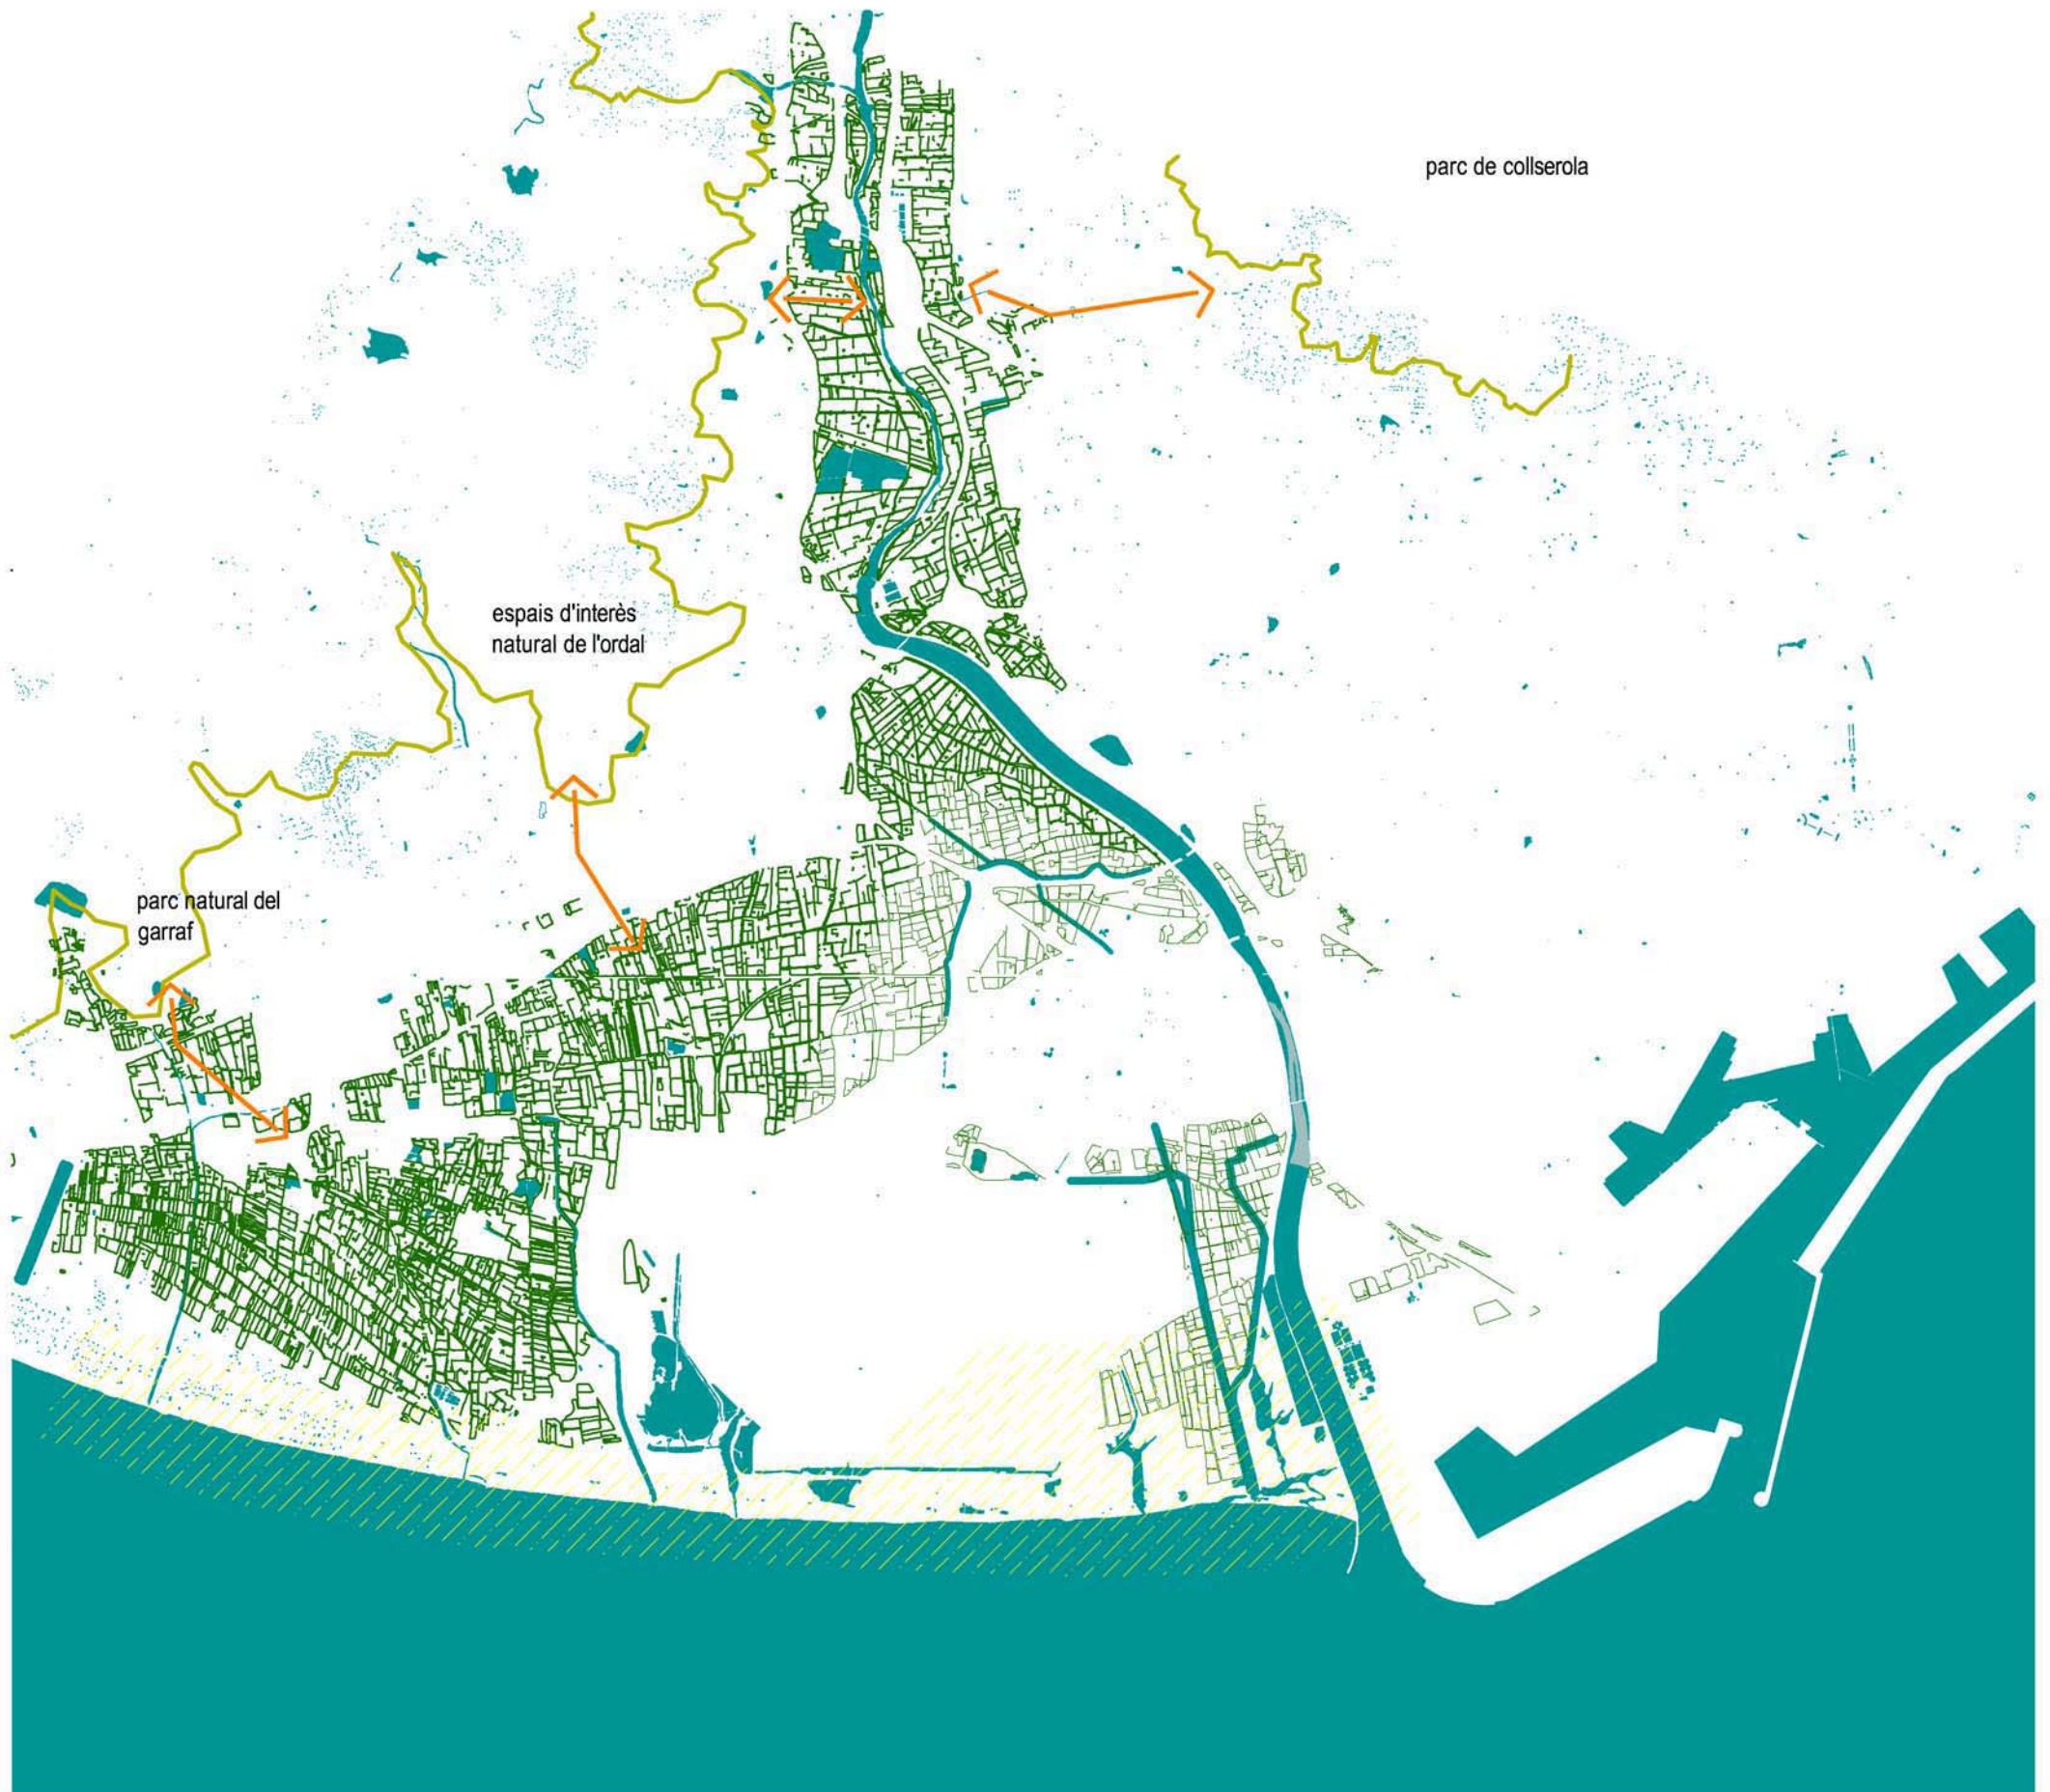 parc de collserola
espais d'interès
natural de l'ordal
parc natural del
garraf